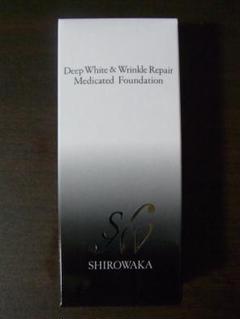 Deep White & Wrinkle Repair
Medicated Foundation
SW
SHIROWAKA